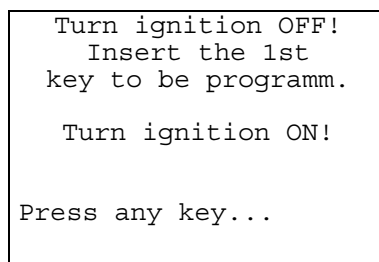 Turn ignition OFF!
Insert the 1st
key to be programm.
Turn ignition ON!
Press any key...